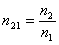 n₂₁ = n₂ / n₁